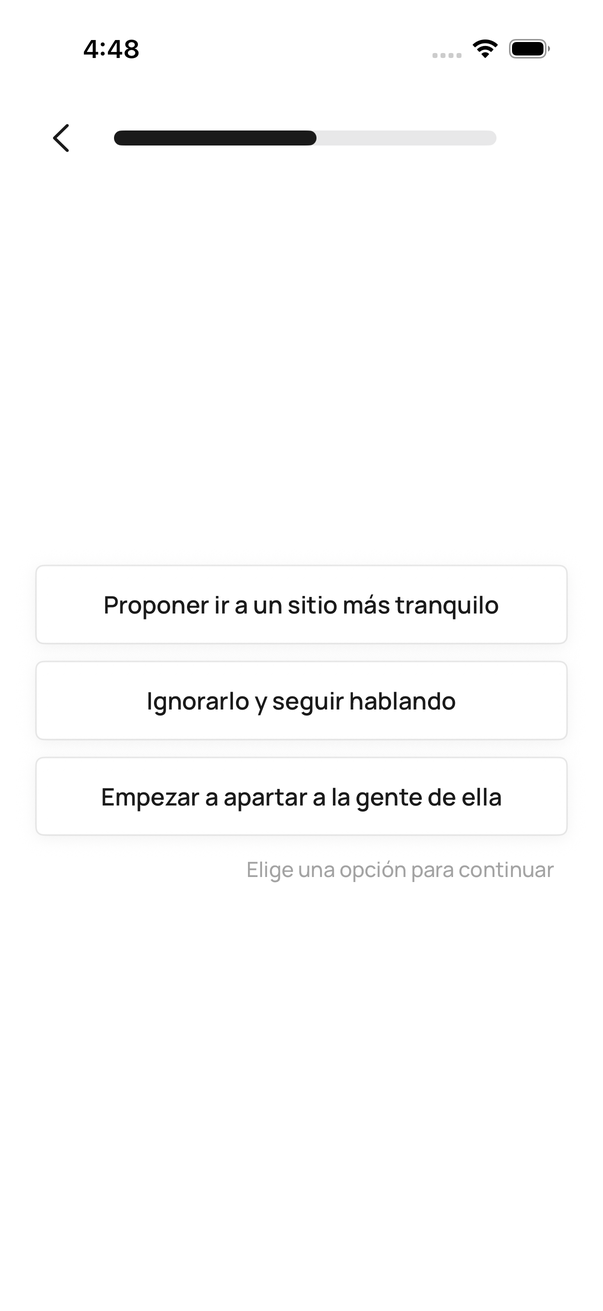 4:48
Proponer ir a un sitio más tranquilo
Ignorarlo y seguir hablando
Empezar a apartar a la gente de ella
Elige una opción para continuar